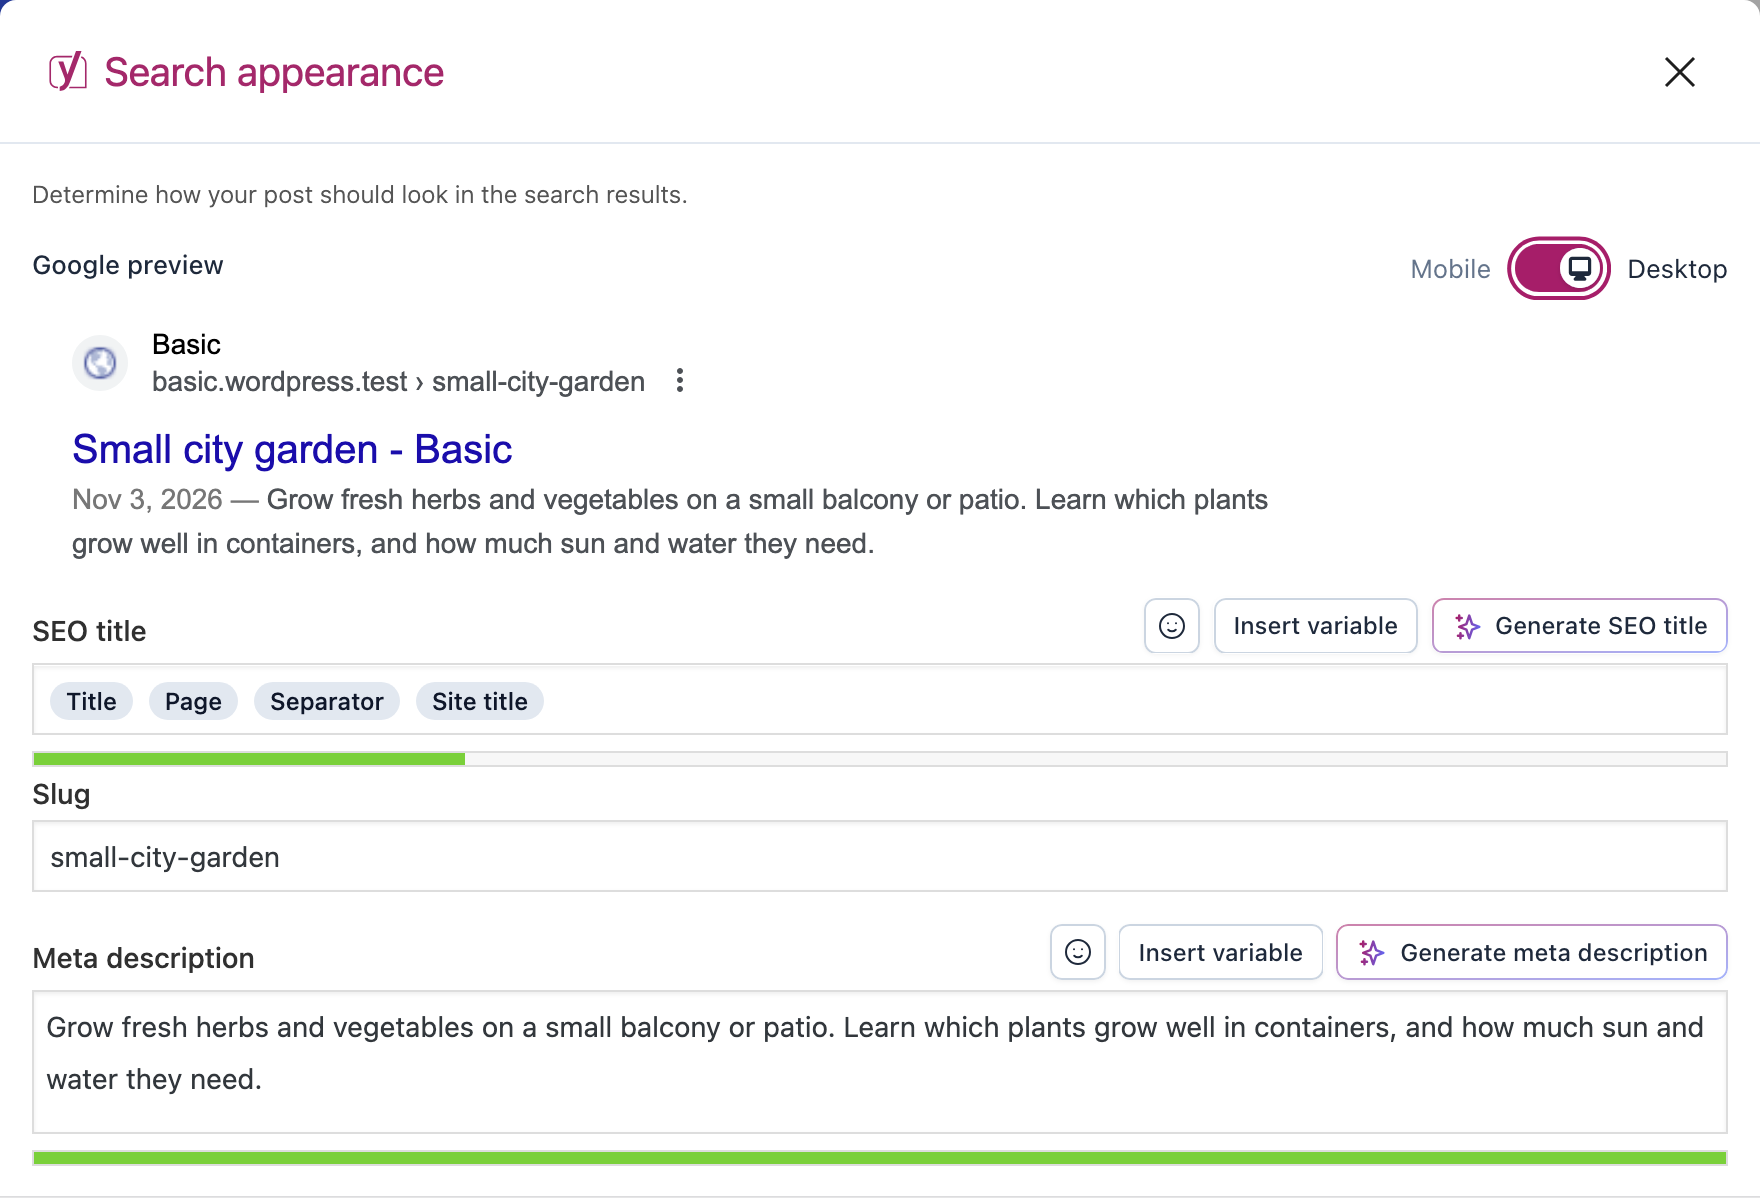 Search appearance
Determine how your post should look in the search results.
Google preview
Mobile Desktop
Basic
basic.wordpress.test › small-city-garden
Small city garden - Basic
Nov 3, 2026 — Grow fresh herbs and vegetables on a small balcony or patio. Learn which plants
grow well in containers, and how much sun and water they need.
SEO title Insert variable Generate SEO title
Title Page Separator Site title
Slug
small-city-garden
Meta description Insert variable Generate meta description
Grow fresh herbs and vegetables on a small balcony or patio. Learn which plants grow well in containers, and how much sun and
water they need.